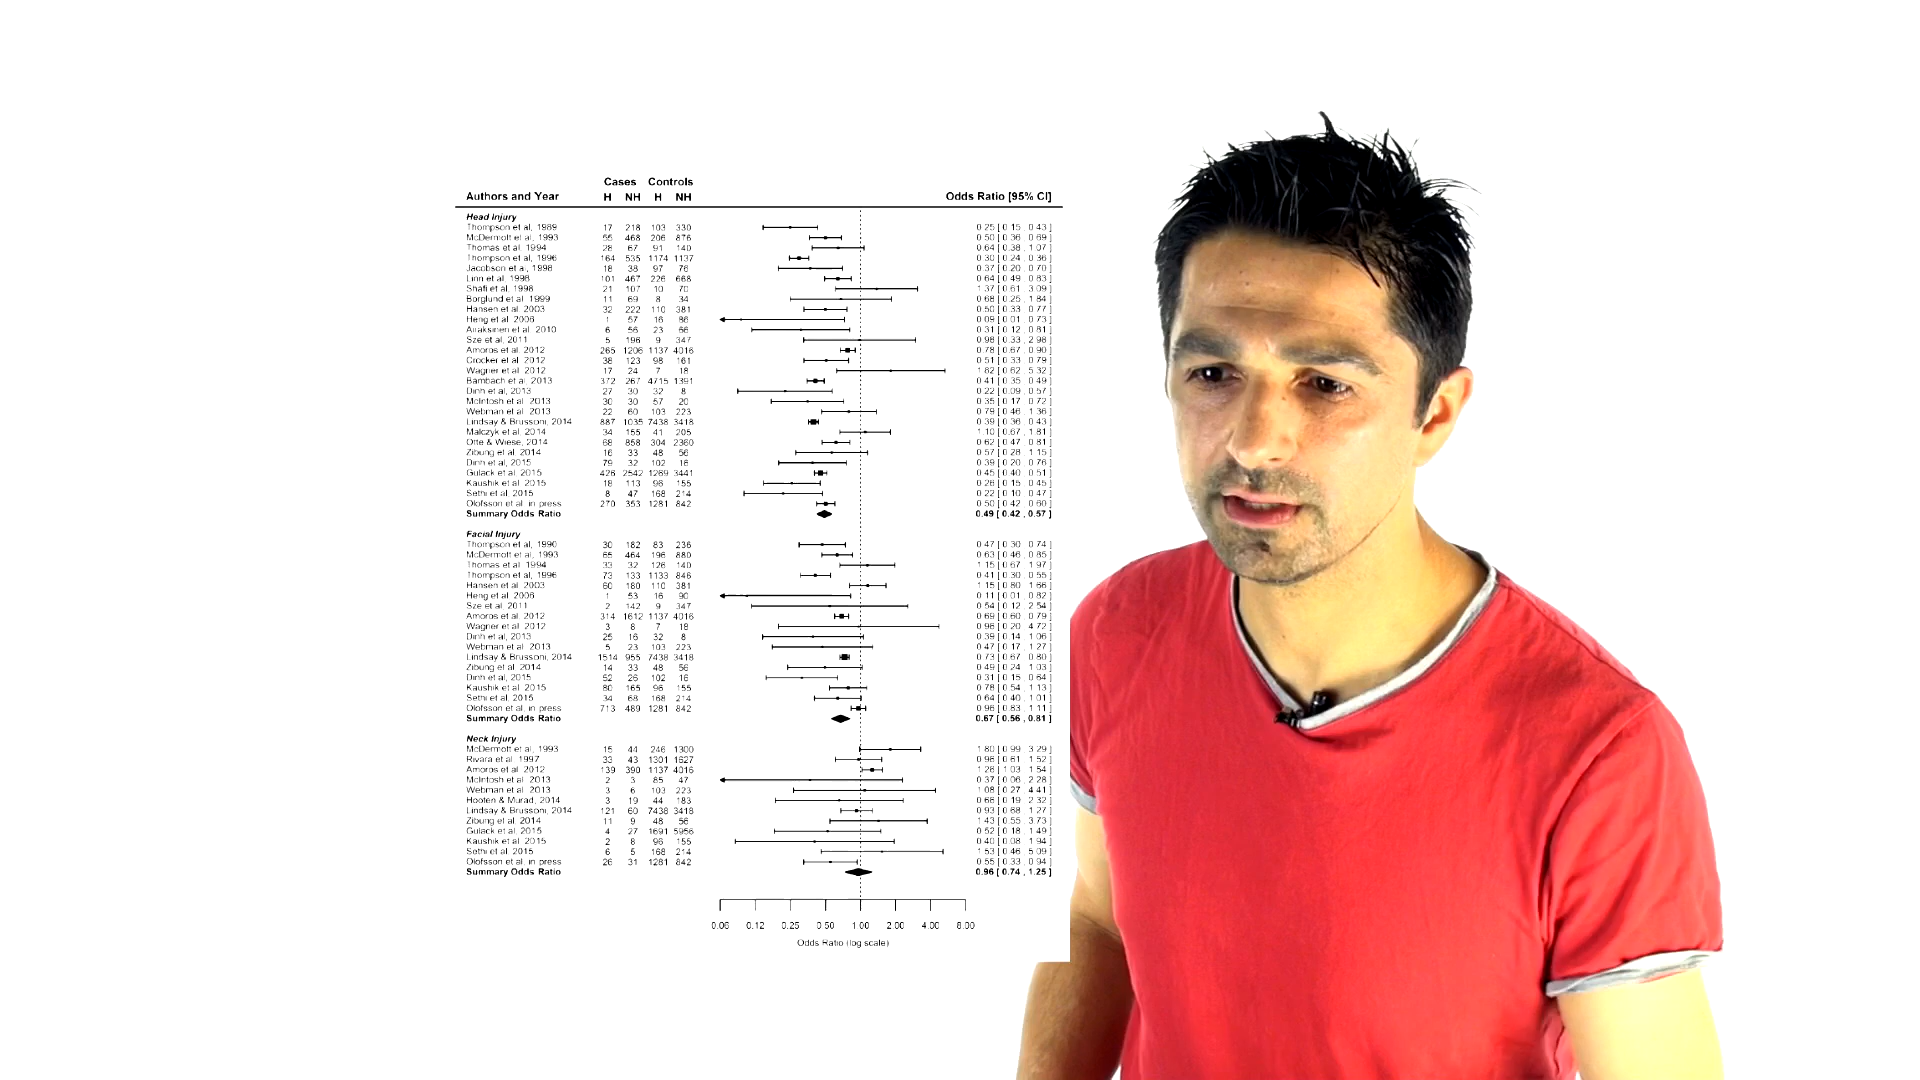 Cases Controls
Authors and Year H NH H NH Odds Ratio [95% CI]
Head Injury
Thompson et al, 1989 17 218 103 330 0.25 [ 0.15 , 0.43 ]
McDermott et al. 1993 55 468 206 876 0.50 [ 0.36 , 0.69 ]
Thomas et al. 1994 28 67 91 140 0.64 [ 0.38 , 1.07 ]
Thompson et al, 1996 164 535 1174 1137 0.30 [ 0.24 , 0.36 ]
Jacobson et al, 1998 18 38 97 76 0.37 [ 0.20 , 0.70 ]
Linn et al. 1998 101 467 226 668 0.64 [ 0.49 , 0.83 ]
Shafi et al. 1998 21 107 10 70 1.37 [ 0.61 , 3.09 ]
Borglund et al. 1999 11 69 8 34 0.68 [ 0.25 , 1.84 ]
Hansen et al. 2003 32 222 110 381 0.50 [ 0.33 , 0.77 ]
Heng et al. 2006 1 57 16 86 0.09 [ 0.01 , 0.73 ]
Airaksinen et al. 2010 6 56 23 66 0.31 [ 0.12 , 0.81 ]
Sze et al, 2011 5 196 9 347 0.98 [ 0.33 , 2.98 ]
Amoros et al. 2012 265 1206 1137 4016 0.78 [ 0.67 , 0.90 ]
Crocker et al. 2012 38 123 98 161 0.51 [ 0.33 , 0.79 ]
Wagner et al. 2012 17 24 7 18 1.82 [ 0.62 , 5.32 ]
Bambach et al. 2013 372 267 4715 1391 0.41 [ 0.35 , 0.49 ]
Dinh et al, 2013 27 30 32 8 0.22 [ 0.09 , 0.57 ]
McIntosh et al. 2013 30 30 57 20 0.35 [ 0.17 , 0.72 ]
Webman et al. 2013 22 60 103 223 0.79 [ 0.46 , 1.36 ]
Lindsay & Brussoni, 2014 887 1035 7438 3418 0.39 [ 0.36 , 0.43 ]
Malczyk et al. 2014 34 155 41 205 1.10 [ 0.67 , 1.81 ]
Otte & Wiese, 2014 68 858 304 2360 0.62 [ 0.47 , 0.81 ]
Zibung et al. 2014 16 33 48 56 0.57 [ 0.28 , 1.15 ]
Dinh et al, 2015 79 32 102 16 0.39 [ 0.20 , 0.76 ]
Gulack et al. 2015 426 2542 1269 3441 0.45 [ 0.40 , 0.51 ]
Kaushik et al. 2015 18 113 96 155 0.26 [ 0.15 , 0.45 ]
Sethi et al, 2015 8 47 168 214 0.22 [ 0.10 , 0.47 ]
Olofsson et al. in press 270 353 1281 842 0.50 [ 0.42 , 0.60 ]
Summary Odds Ratio 0.49 [ 0.42 , 0.57 ]
Facial Injury
Thompson et al, 1990 30 182 83 236 0.47 [ 0.30 , 0.74 ]
McDermott et al. 1993 65 464 196 880 0.63 [ 0.46 , 0.85 ]
Thomas et al. 1994 33 32 126 140 1.15 [ 0.67 , 1.97 ]
Thompson et al, 1996 73 133 1133 846 0.41 [ 0.30 , 0.55 ]
Hansen et al. 2003 60 180 110 381 1.15 [ 0.80 , 1.66 ]
Heng et al. 2006 1 53 16 90 0.11 [ 0.01 , 0.82 ]
Sze et al. 2011 2 142 9 347 0.54 [ 0.12 , 2.54 ]
Amoros et al. 2012 314 1612 1137 4016 0.69 [ 0.60 , 0.79 ]
Wagner et al. 2012 3 8 7 18 0.96 [ 0.20 , 4.72 ]
Dinh et al, 2013 25 16 32 8 0.39 [ 0.14 , 1.06 ]
Webman et al. 2013 5 23 103 223 0.47 [ 0.17 , 1.27 ]
Lindsay & Brussoni, 2014 1514 955 7438 3418 0.73 [ 0.67 , 0.80 ]
Zibung et al. 2014 14 33 48 56 0.49 [ 0.24 , 1.03 ]
Dinh et al, 2015 52 26 102 16 0.31 [ 0.15 , 0.64 ]
Kaushik et al. 2015 80 165 96 155 0.78 [ 0.54 , 1.13 ]
Sethi et al, 2015 34 68 168 214 0.64 [ 0.40 , 1.01 ]
Olofsson et al. in press 713 489 1281 842 0.96 [ 0.83 , 1.11 ]
Summary Odds Ratio 0.67 [ 0.56 , 0.81 ]
Neck Injury
McDermott et al. 1993 15 44 246 1300 1.80 [ 0.99 , 3.29 ]
Rivara et al. 1997 33 43 1301 1627 0.96 [ 0.61 , 1.52 ]
Amoros et al. 2012 139 390 1137 4016 1.26 [ 1.03 , 1.54 ]
McIntosh et al. 2013 2 3 85 47 0.37 [ 0.06 , 2.28 ]
Webman et al. 2013 3 6 103 223 1.08 [ 0.27 , 4.41 ]
Hooten & Murad, 2014 3 19 44 183 0.66 [ 0.19 , 2.32 ]
Lindsay & Brussoni, 2014 121 60 7438 3418 0.93 [ 0.68 , 1.27 ]
Zibung et al. 2014 11 9 48 56 1.43 [ 0.55 , 3.73 ]
Gulack et al. 2015 4 27 1691 5956 0.52 [ 0.18 , 1.49 ]
Kaushik et al. 2015 2 8 96 155 0.40 [ 0.08 , 1.94 ]
Sethi et al, 2015 6 5 168 214 1.53 [ 0.46 , 5.09 ]
Olofsson et al. in press 26 31 1281 842 0.55 [ 0.33 , 0.94 ]
Summary Odds Ratio 0.96 [ 0.74 , 1.25 ]
0.06 0.12 0.25 0.50 1.00 2.00 4.00 8.00
Odds Ratio (log scale)